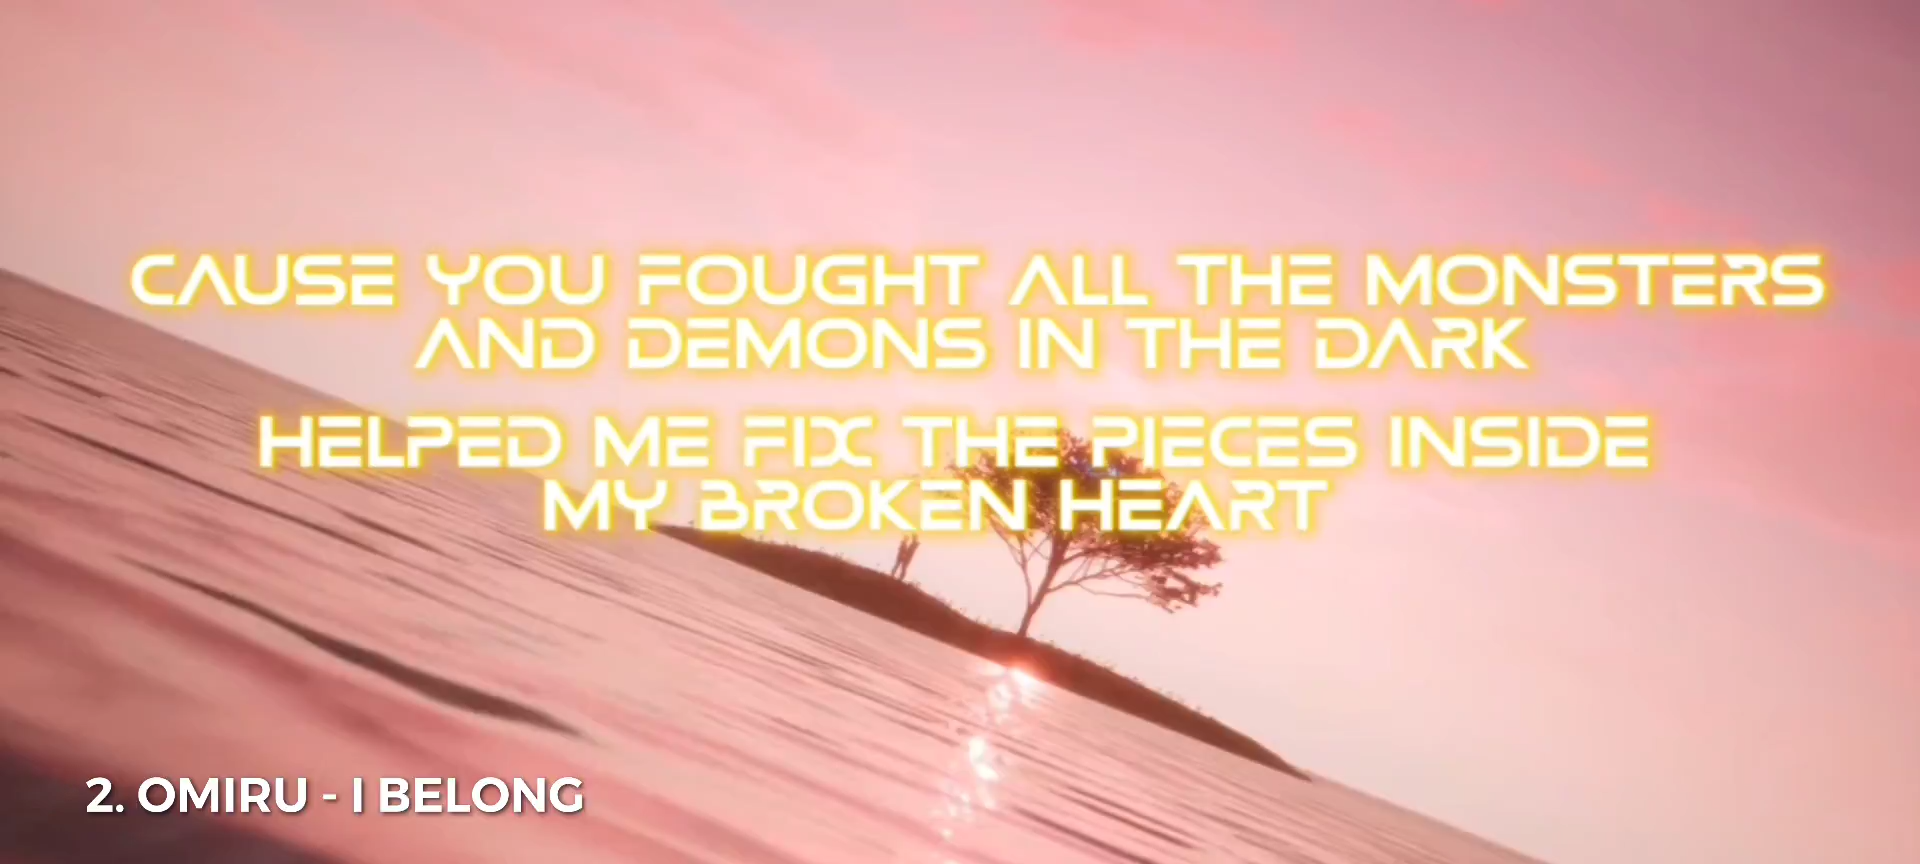 CAUSE YOU FOUGHT ALL THE MONSTERS
AND DEMONS IN THE DARK
HELPED ME FIX THE PIECES INSIDE
MY BROKEN HEART
2. OMIRU - I BELONG